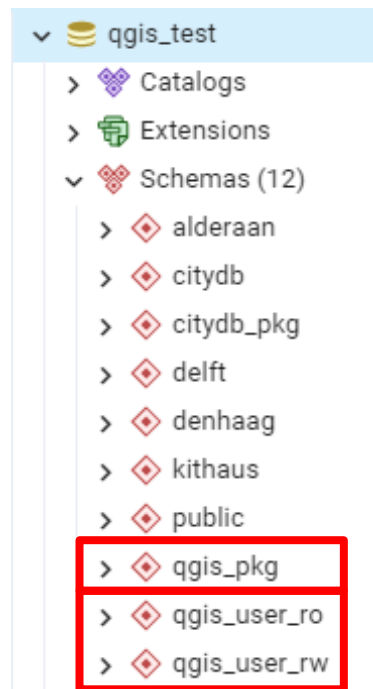 qgis_test
Catalogs
Extensions
Schemas (12)
alderaan
citydb
citydb_pkg
delft
denhaag
kithaus
public
qgis_pkg
qgis_user_ro
qgis_user_rw